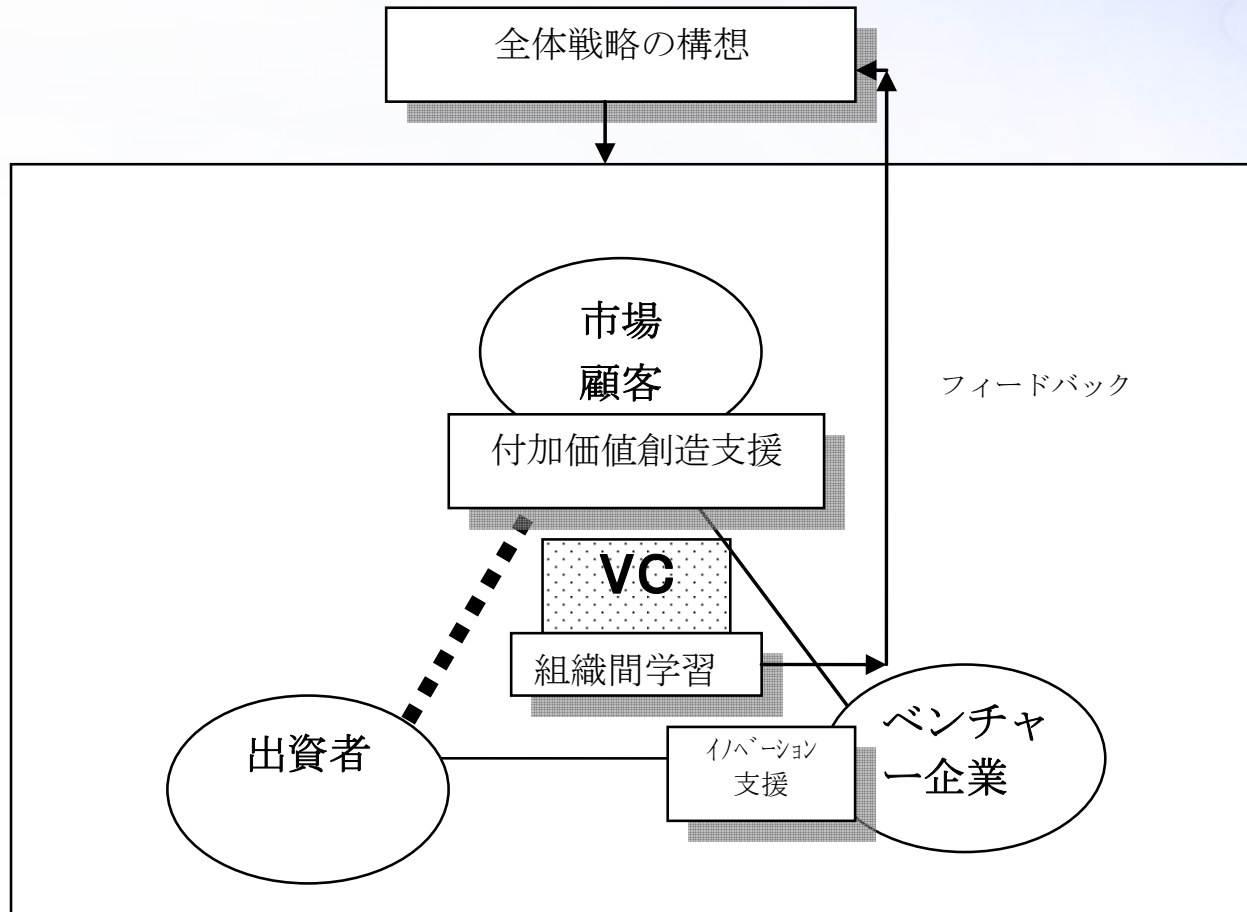 全体戦略の構想
市場
顧客
フィードバック
付加価値創造支援
VC
組織間学習
出資者
ｲﾉﾍﾞｰｼｮﾝ
支援
ベンチャ
ー企業